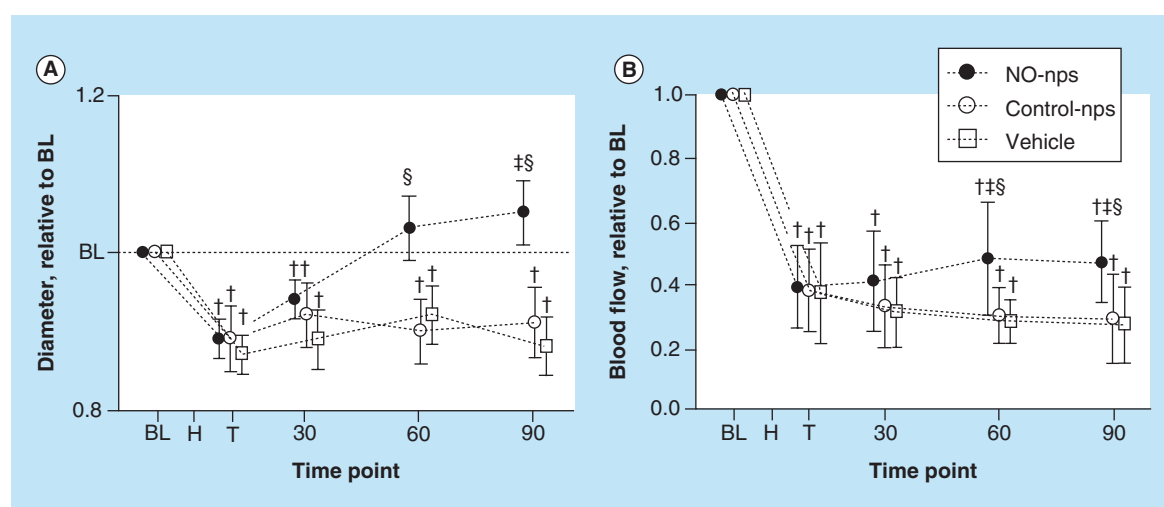 A
1.2
BL
0.8
Diameter, relative to BL
† † †
†† †
§
† †
‡§
† †
BL H T 30 60 90
Time point
B
1.0
0.8
0.6
0.4
0.2
0.0
Blood flow, relative to BL
NO-nps
Control-nps
Vehicle
† † †
† † †
†‡§
† †
†‡§
† †
BL H T 30 60 90
Time point